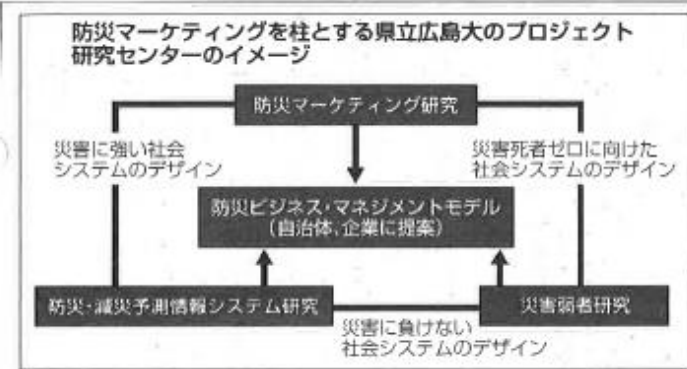 防災マーケティングを柱とする県立広島大のプロジェクト
研究センターのイメージ
防災マーケティング研究
災害に強い社会
システムのデザイン
災害死者ゼロに向けた
社会システムのデザイン
防災ビジネス・マネジメントモデル
（自治体、企業に提案）
防災・減災予測情報システム研究
災害弱者研究
災害に負けない
社会システムのデザイン